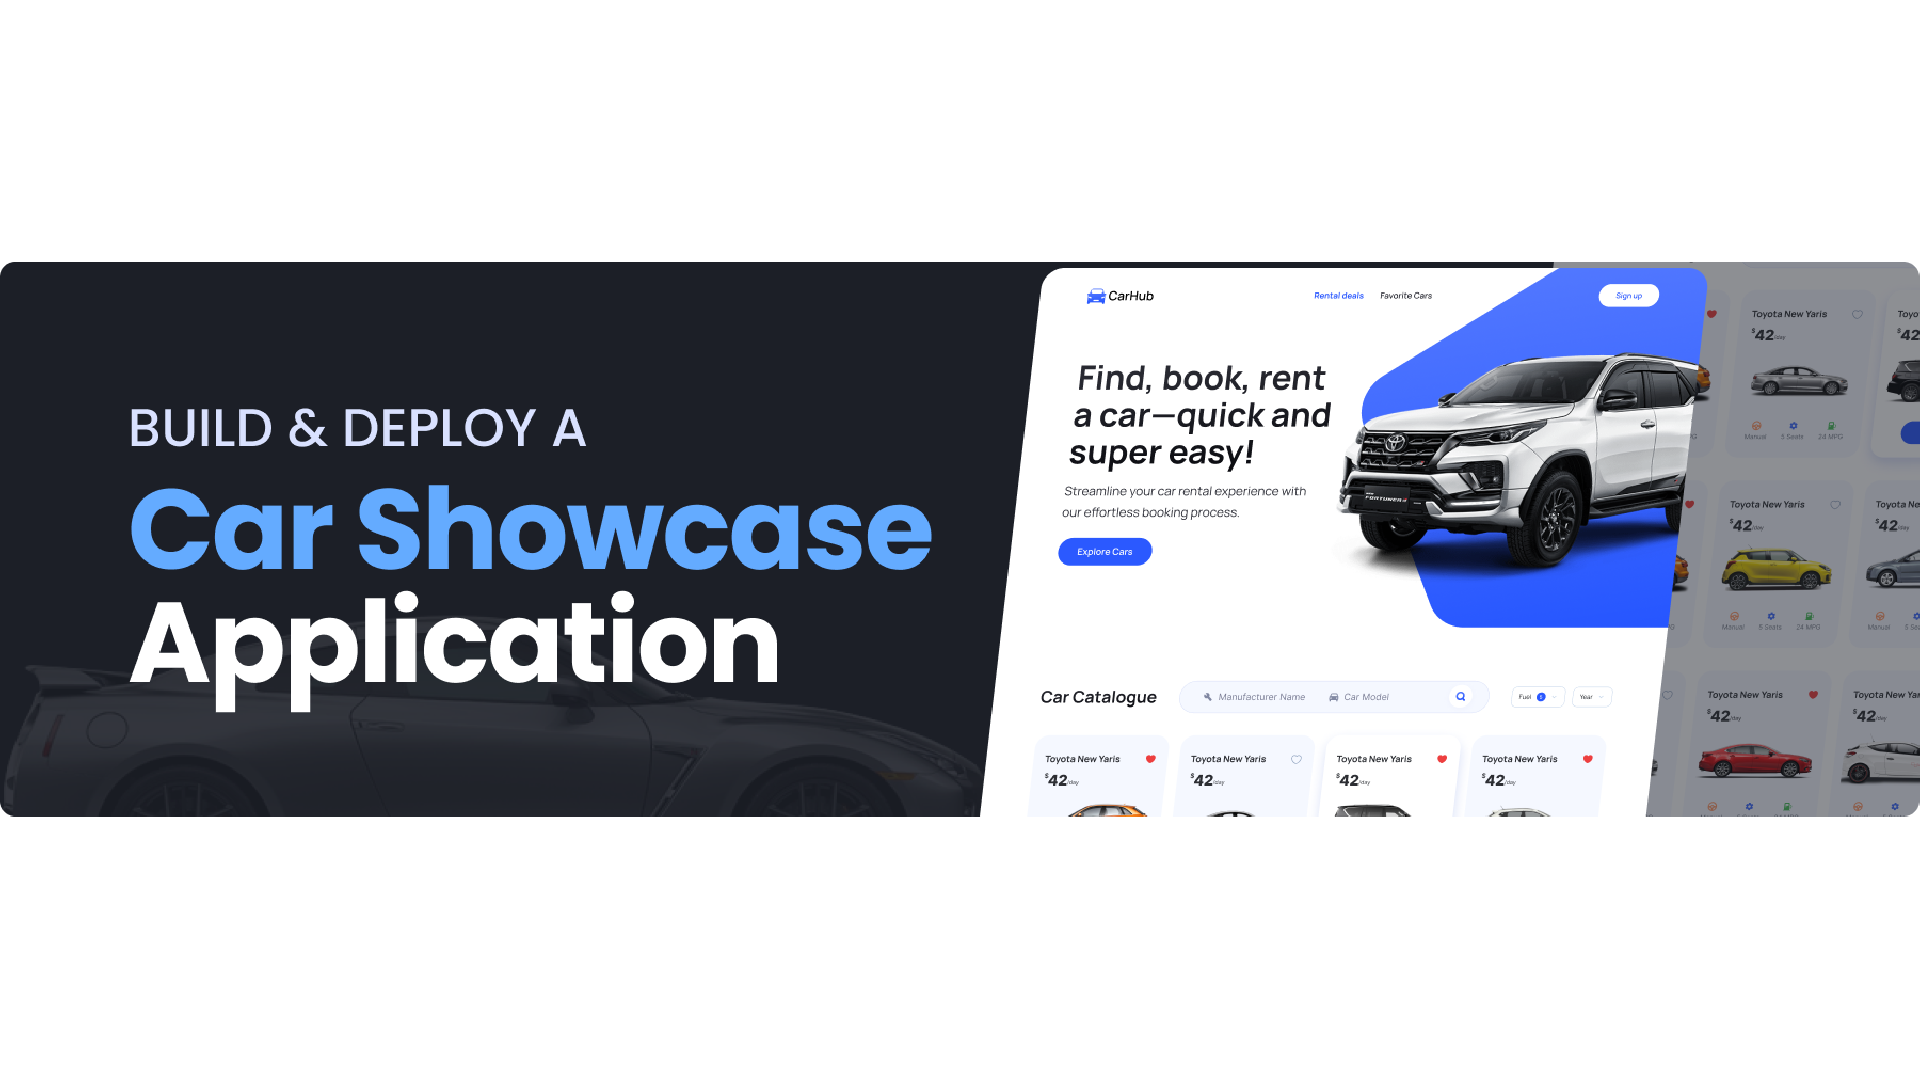 BUILD & DEPLOY A
Car Showcase
Application
CarHub
Rental deals
Favorite Cars
Sign up
Find, book, rent
a car—quick and
super easy!
Streamline your car rental experience with
our effortless booking process.
Explore Cars
FORTUNER
Car Catalogue
Manufacturer Name
Car Model
Fuel
Year
Toyota New Yaris
$42/day
Toyota New Yaris
$42/day
Toyota New Yaris
$42/day
Toyota New Yaris
$42/day
Toyota New Yaris
$42/day
Manual
5 Seats
24 MPG
Toyo
$42
Toyota New Yaris
$42/day
Manual
5 Seats
24 MPG
Toyota New Yaris
$42/day
Manual
Toyota New Yaris
$42/day
Toyota New Ya
$42/day